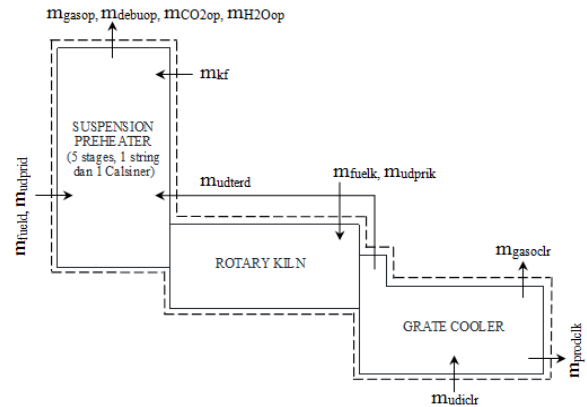 mgasop, mdebuop, mCO2op, mH2Oop
mkf
SUSPENSION
PREHEATER
(5 stages, 1 string
dan 1 Calsiner)
mfueld, mudprid
mudterd
mfuelk, mudprik
ROTARY KILN
mgasoclr
GRATE COOLER
mprodclk
mudiclr